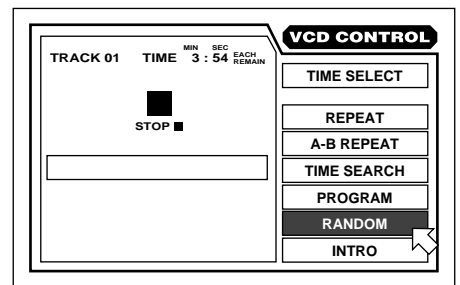 VCD CONTROL
MIN SEC
TRACK 01 TIME 3 : 54 EACH REMAIN
STOP
TIME SELECT
REPEAT
A-B REPEAT
TIME SEARCH
PROGRAM
RANDOM
INTRO